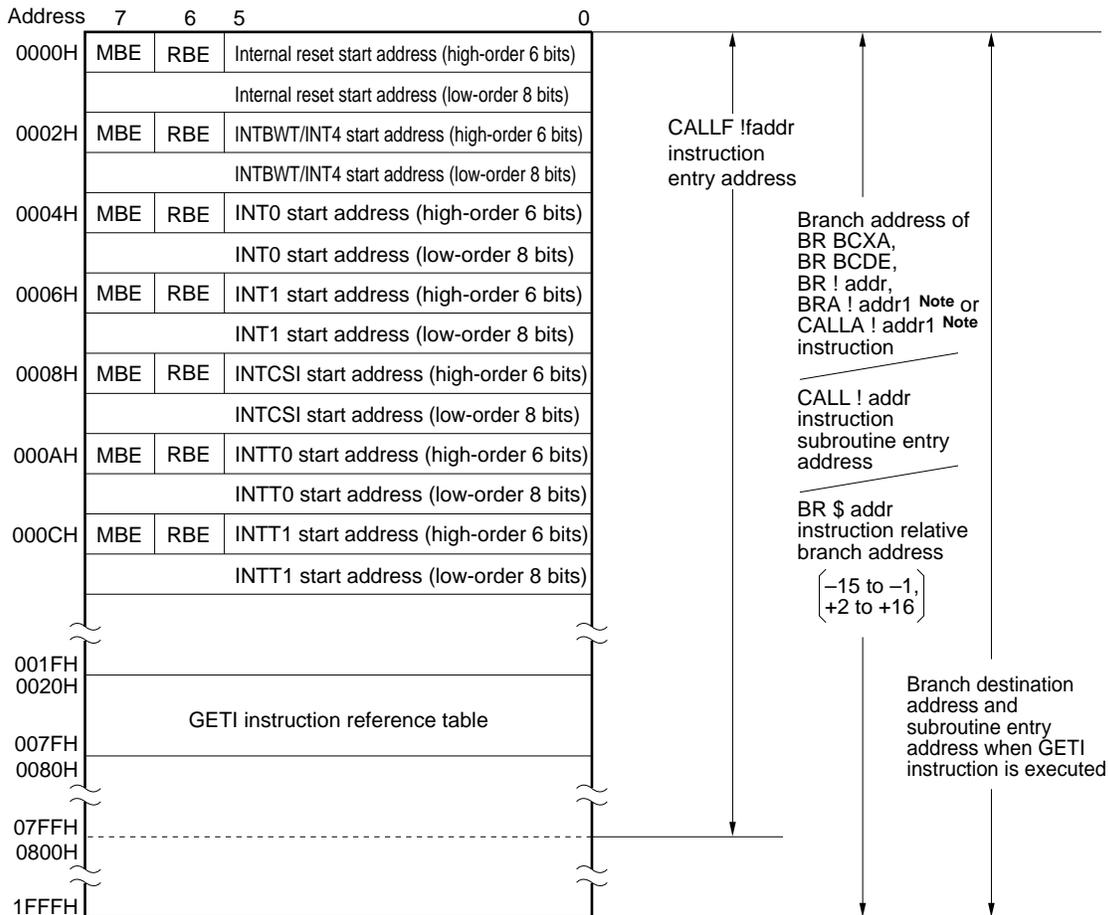 Address 7 6 5 0
0000H MBE RBE Internal reset start address (high-order 6 bits)
Internal reset start address (low-order 8 bits)
0002H MBE RBE INTBWT/INT4 start address (high-order 6 bits)
INTBWT/INT4 start address (low-order 8 bits)
0004H MBE RBE INT0 start address (high-order 6 bits)
INT0 start address (low-order 8 bits)
0006H MBE RBE INT1 start address (high-order 6 bits)
INT1 start address (low-order 8 bits)
0008H MBE RBE INTCSI start address (high-order 6 bits)
INTCSI start address (low-order 8 bits)
000AH MBE RBE INTT0 start address (high-order 6 bits)
INTT0 start address (low-order 8 bits)
000CH MBE RBE INTT1 start address (high-order 6 bits)
INTT1 start address (low-order 8 bits)
001FH
0020H
GETI instruction reference table
007FH
0080H
07FFH
0800H
1FFFH
CALLF !faddr
instruction
entry address
Branch address of
BR BCXA,
BR BCDE,
BR ! addr,
BRA ! addr1 Note or
CALLA ! addr1 Note
instruction
CALL ! addr
instruction
subroutine entry
address
BR $ addr
instruction relative
branch address
–15 to –1,
+2 to +16
Branch destination
address and
subroutine entry
address when GETI
instruction is executed